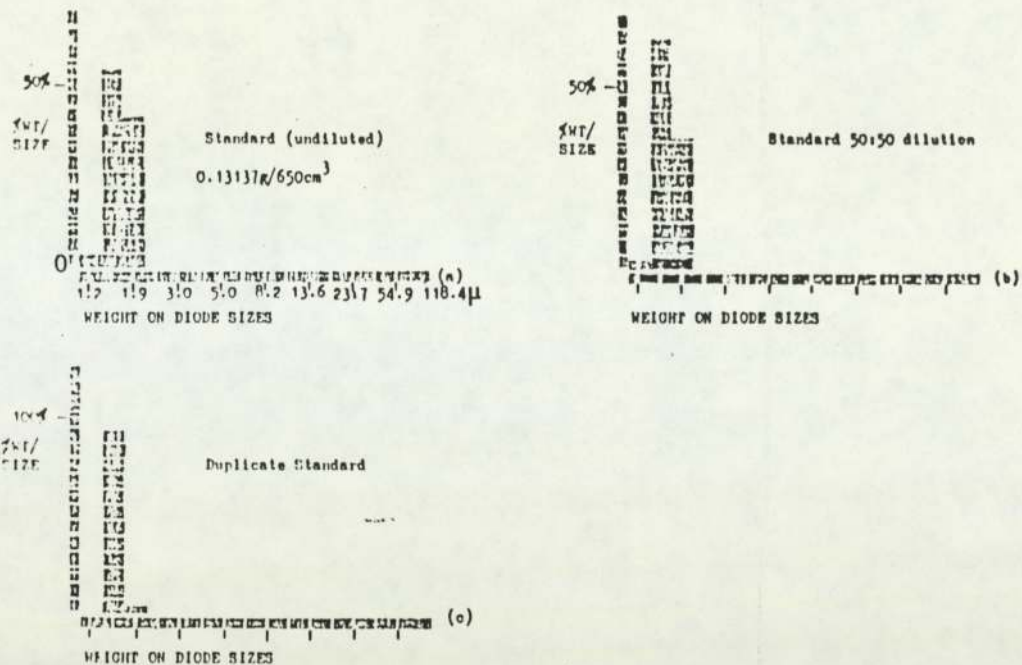 50%
%WT/
SIZE
Standard (undiluted)
0.13137g/650cm³
0
(a)
1.2 1.9 3.0 5.0 8.2 13.6 23.7 54.9 118.4µ
WEIGHT ON DIODE SIZES
50%
%WT/
SIZE
Standard 50:50 dilution
(b)
WEIGHT ON DIODE SIZES
100%
%WT/
SIZE
Duplicate Standard
(c)
WEIGHT ON DIODE SIZES